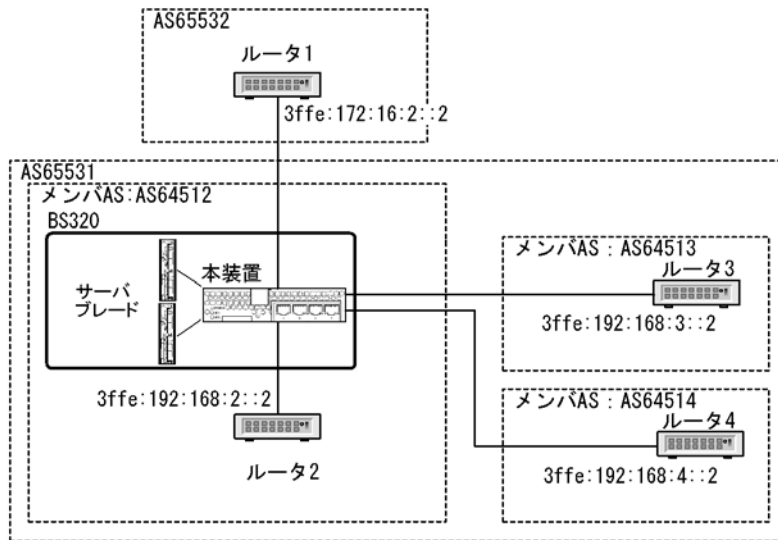 AS65532
ルータ1
3ffe:172:16:2::2
AS65531
メンバAS:AS64512
BS320
サーバ
ブレード
本装置
メンバAS：AS64513
ルータ3
3ffe:192:168:3::2
3ffe:192:168:2::2
ルータ2
メンバAS：AS64514
ルータ4
3ffe:192:168:4::2